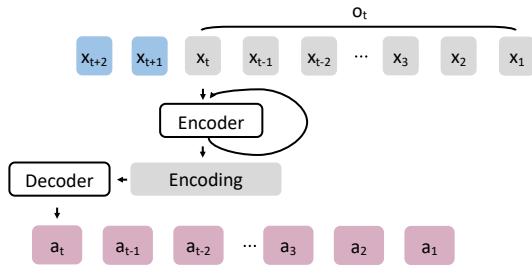 o_t
x_{t+2} x_{t+1} x_t x_{t-1} x_{t-2} ... x_3 x_2 x_1
Encoder
Decoder Encoding
a_t a_{t-1} a_{t-2} ... a_3 a_2 a_1